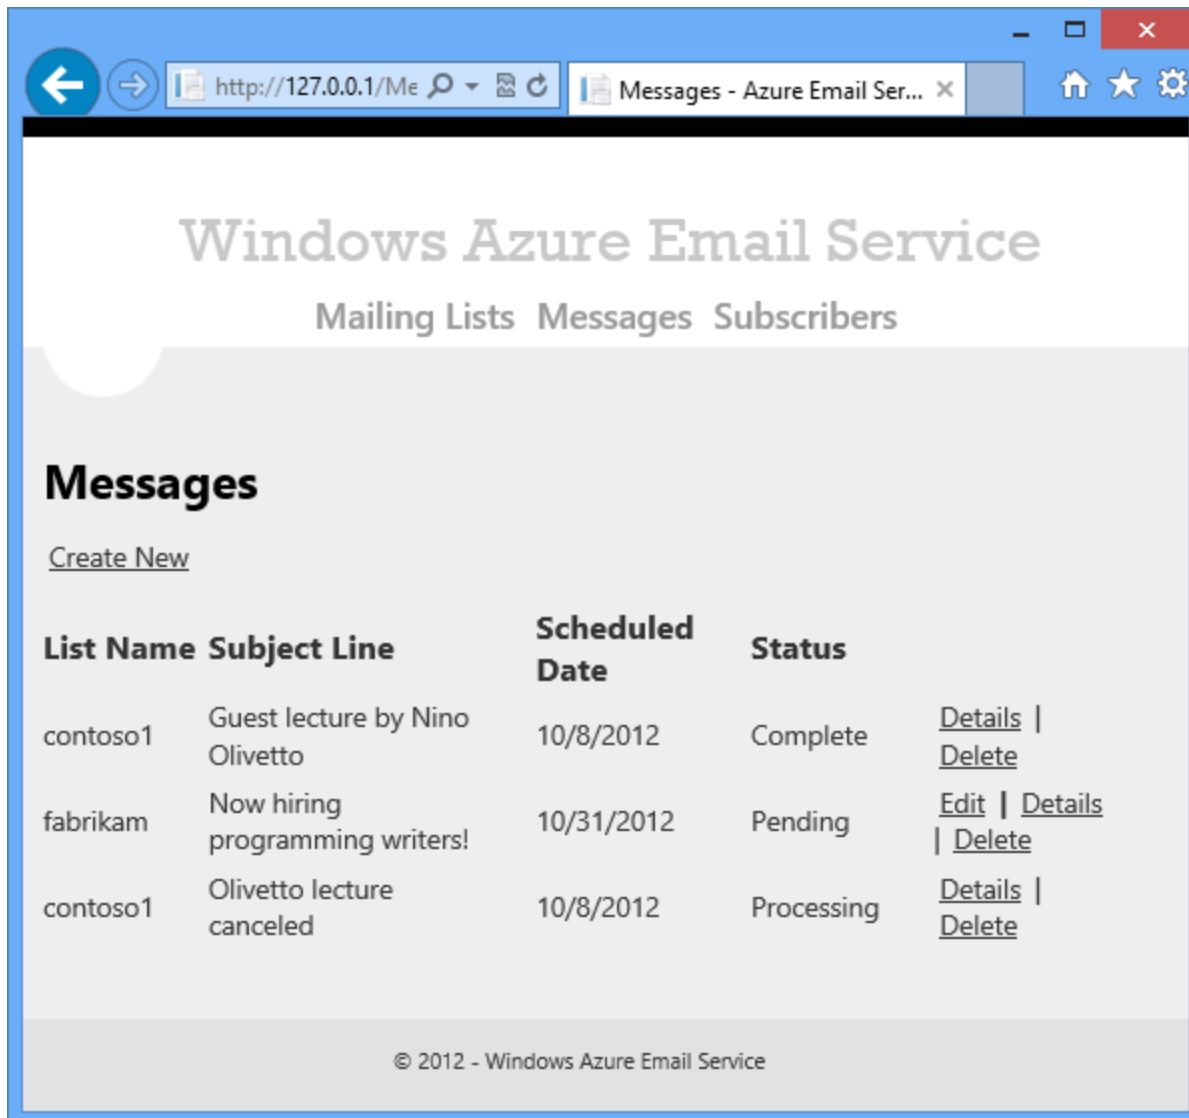 http://127.0.0.1/Me
Messages - Azure Email Ser...
Windows Azure Email Service
Mailing Lists Messages Subscribers
Messages
Create New
List Name Subject Line Scheduled Date Status
contoso1 Guest lecture by Nino Olivetto 10/8/2012 Complete Details | Delete
fabrikam Now hiring programming writers! 10/31/2012 Pending Edit | Details | Delete
contoso1 Olivetto lecture canceled 10/8/2012 Processing Details | Delete
© 2012 - Windows Azure Email Service